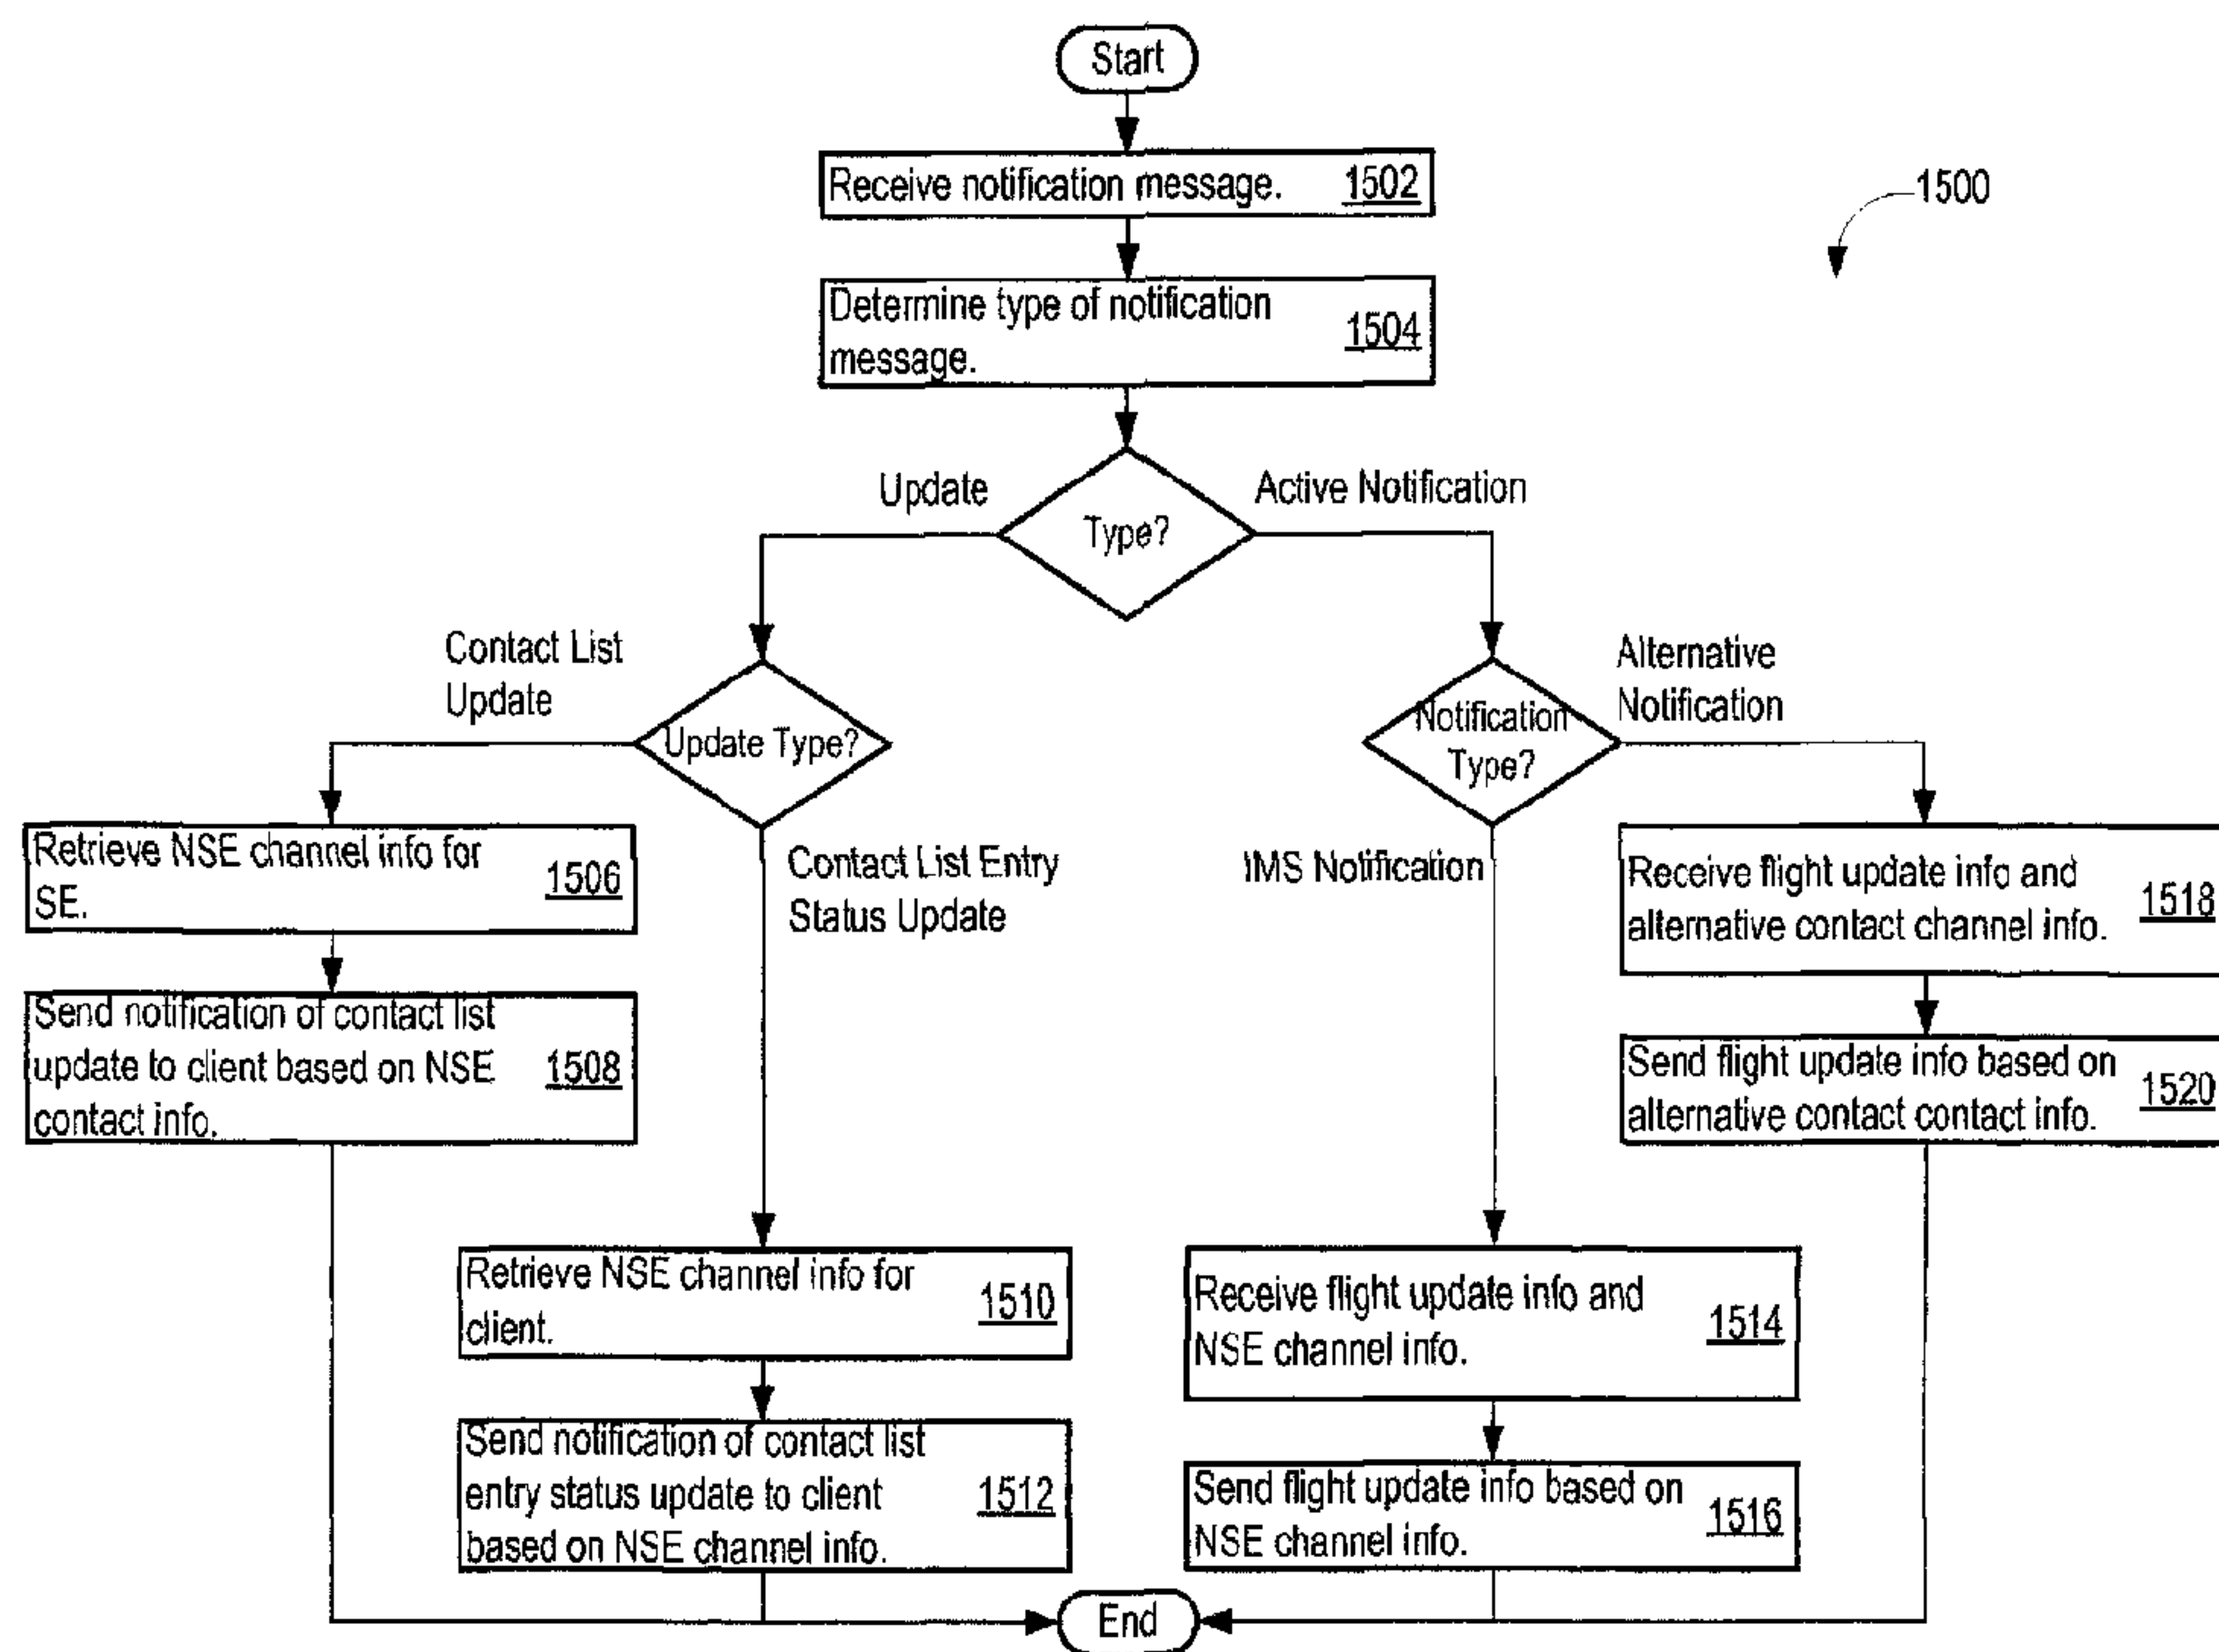 Start
Receive notification message. 1502
1500
Determine type of notification
message.
1504
Update
Active Notification
Type?
Contact List
Update
Update Type?
Alternative
Notification
Notification
Type?
Retrieve NSE channel info for
SE.
1506
Contact List Entry
Status Update
IMS Notification
Receive flight update info and
alternative contact channel info.
1518
Send notification of contact list
update to client based on NSE
contact info.
1508
Send flight update info based on
alternative contact contact info.
1520
Retrieve NSE channel info for
client.
1510
Receive flight update info and
NSE channel info.
1514
Send notification of contact list
entry status update to client
based on NSE channel info.
1512
Send flight update info based on
NSE channel info.
1516
End